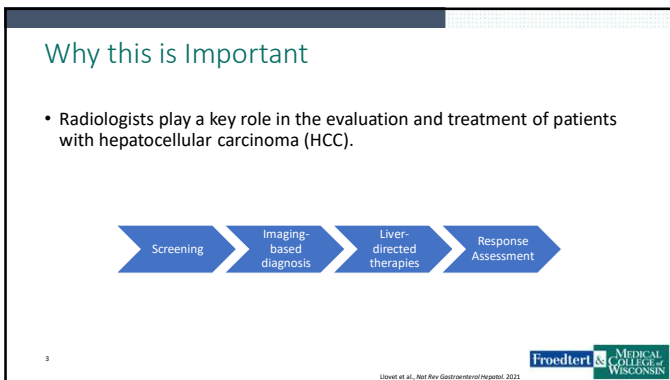 Why this is Important
• Radiologists play a key role in the evaluation and treatment of patients
with hepatocellular carcinoma (HCC).
Screening
Imaging-
based
diagnosis
Liver-
directed
therapies
Response
Assessment
3
Llovet et al., Nat Rev Gastroenterol Hepatol. 2021
Froedtert & MEDICAL
COLLEGE of
WISCONSIN